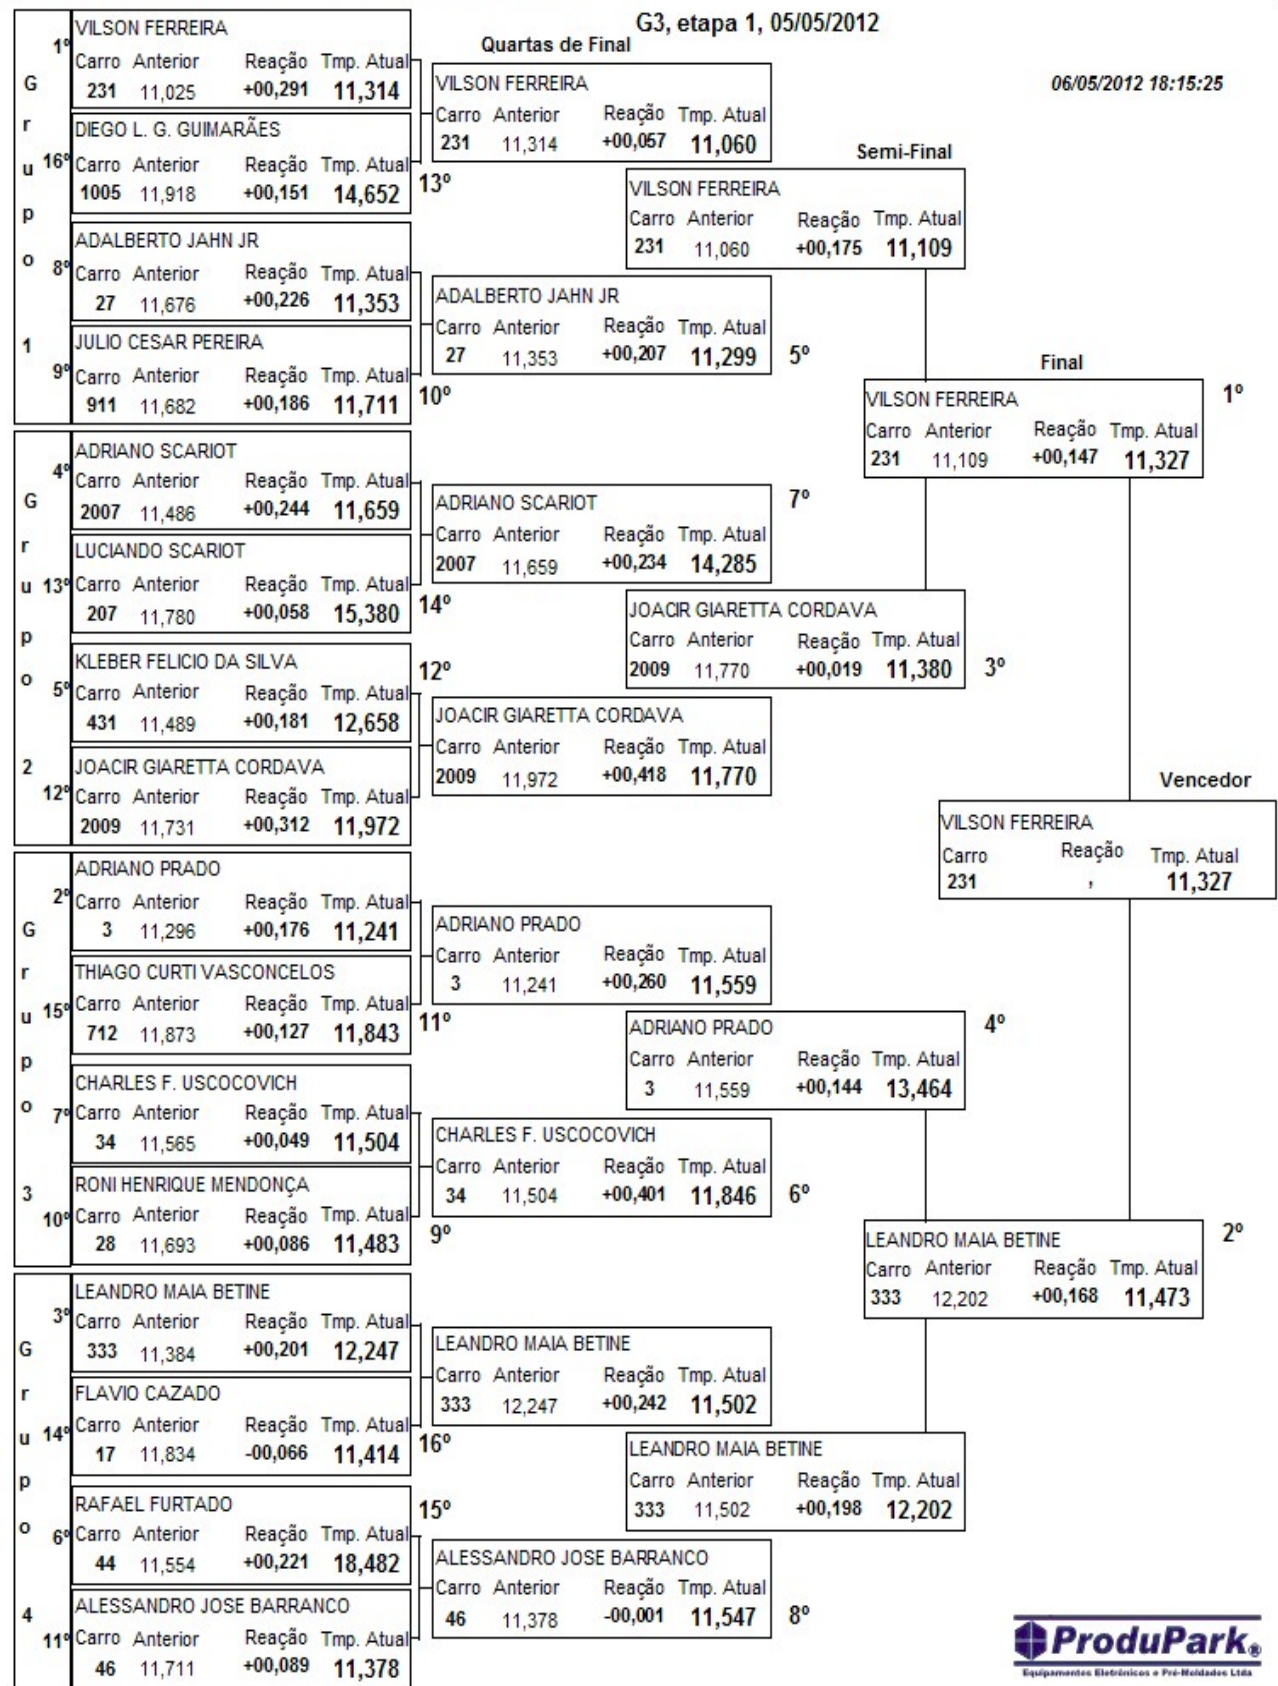 G3, etapa 1, 05/05/2012
06/05/2012 18:15:25
Grupo 1
1º
VILSON FERREIRA
Carro Anterior Reação Tmp. Atual
231 11,025 +00,291 11,314
16º
DIEGO L. G. GUIMARÃES
Carro Anterior Reação Tmp. Atual
1005 11,918 +00,151 14,652
13º
8º
ADALBERTO JAHN JR
Carro Anterior Reação Tmp. Atual
27 11,676 +00,226 11,353
9º
JULIO CESAR PEREIRA
Carro Anterior Reação Tmp. Atual
911 11,682 +00,186 11,711
10º
Grupo 2
4º
ADRIANO SCARIOT
Carro Anterior Reação Tmp. Atual
2007 11,486 +00,244 11,659
13º
LUCIANDO SCARIOT
Carro Anterior Reação Tmp. Atual
207 11,780 +00,058 15,380
14º
5º
KLEBER FELICIO DA SILVA
Carro Anterior Reação Tmp. Atual
431 11,489 +00,181 12,658
12º
12º
JOACIR GIARETTA CORDAVA
Carro Anterior Reação Tmp. Atual
2009 11,731 +00,312 11,972
Grupo 3
2º
ADRIANO PRADO
Carro Anterior Reação Tmp. Atual
3 11,296 +00,176 11,241
15º
THIAGO CURTI VASCONCELOS
Carro Anterior Reação Tmp. Atual
712 11,873 +00,127 11,843
11º
7º
CHARLES F. USCOCOVICH
Carro Anterior Reação Tmp. Atual
34 11,565 +00,049 11,504
10º
RONI HENRIQUE MENDONÇA
Carro Anterior Reação Tmp. Atual
28 11,693 +00,086 11,483
9º
Grupo 4
3º
LEANDRO MAIA BETINE
Carro Anterior Reação Tmp. Atual
333 11,384 +00,201 12,247
14º
FLAVIO CAZADO
Carro Anterior Reação Tmp. Atual
17 11,834 -00,066 11,414
16º
6º
RAFAEL FURTADO
Carro Anterior Reação Tmp. Atual
44 11,554 +00,221 18,482
15º
11º
ALESSANDRO JOSE BARRANCO
Carro Anterior Reação Tmp. Atual
46 11,711 +00,089 11,378
Quartas de Final
VILSON FERREIRA
Carro Anterior Reação Tmp. Atual
231 11,314 +00,057 11,060
ADALBERTO JAHN JR
Carro Anterior Reação Tmp. Atual
27 11,353 +00,207 11,299
5º
ADRIANO SCARIOT
Carro Anterior Reação Tmp. Atual
2007 11,659 +00,234 14,285
7º
JOACIR GIARETTA CORDAVA
Carro Anterior Reação Tmp. Atual
2009 11,972 +00,418 11,770
ADRIANO PRADO
Carro Anterior Reação Tmp. Atual
3 11,241 +00,260 11,559
CHARLES F. USCOCOVICH
Carro Anterior Reação Tmp. Atual
34 11,504 +00,401 11,846
6º
LEANDRO MAIA BETINE
Carro Anterior Reação Tmp. Atual
333 12,247 +00,242 11,502
ALESSANDRO JOSE BARRANCO
Carro Anterior Reação Tmp. Atual
46 11,378 -00,001 11,547
8º
Semi-Final
VILSON FERREIRA
Carro Anterior Reação Tmp. Atual
231 11,060 +00,175 11,109
JOACIR GIARETTA CORDAVA
Carro Anterior Reação Tmp. Atual
2009 11,770 +00,019 11,380
3º
ADRIANO PRADO
Carro Anterior Reação Tmp. Atual
3 11,559 +00,144 13,464
4º
LEANDRO MAIA BETINE
Carro Anterior Reação Tmp. Atual
333 11,502 +00,198 12,202
Final
VILSON FERREIRA
Carro Anterior Reação Tmp. Atual
231 11,109 +00,147 11,327
1º
LEANDRO MAIA BETINE
Carro Anterior Reação Tmp. Atual
333 12,202 +00,168 11,473
2º
Vencedor
VILSON FERREIRA
Carro Reação Tmp. Atual
231 , 11,327
ProduPark®
Equipamentos Eletrônicos e Pré-Moldados Ltda